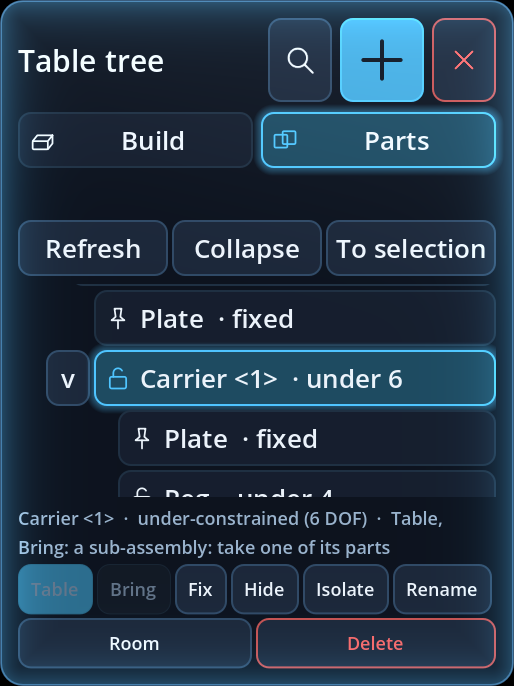 Table tree
Build
Parts
Refresh
Collapse
To selection
Plate · fixed
v
Carrier <1> · under 6
Plate · fixed
Carrier <1> · under-constrained (6 DOF) · Table,
Bring: a sub-assembly: take one of its parts
Table
Bring
Fix
Hide
Isolate
Rename
Room
Delete